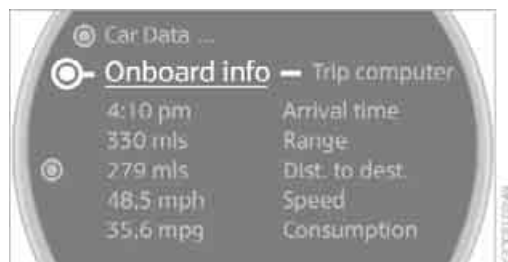 Car Data ...
Onboard info – Trip computer
4:10 pm Arrival time
330 mls Range
279 mls Dist. to dest.
48,5 mph Speed
35,6 mpg Consumption